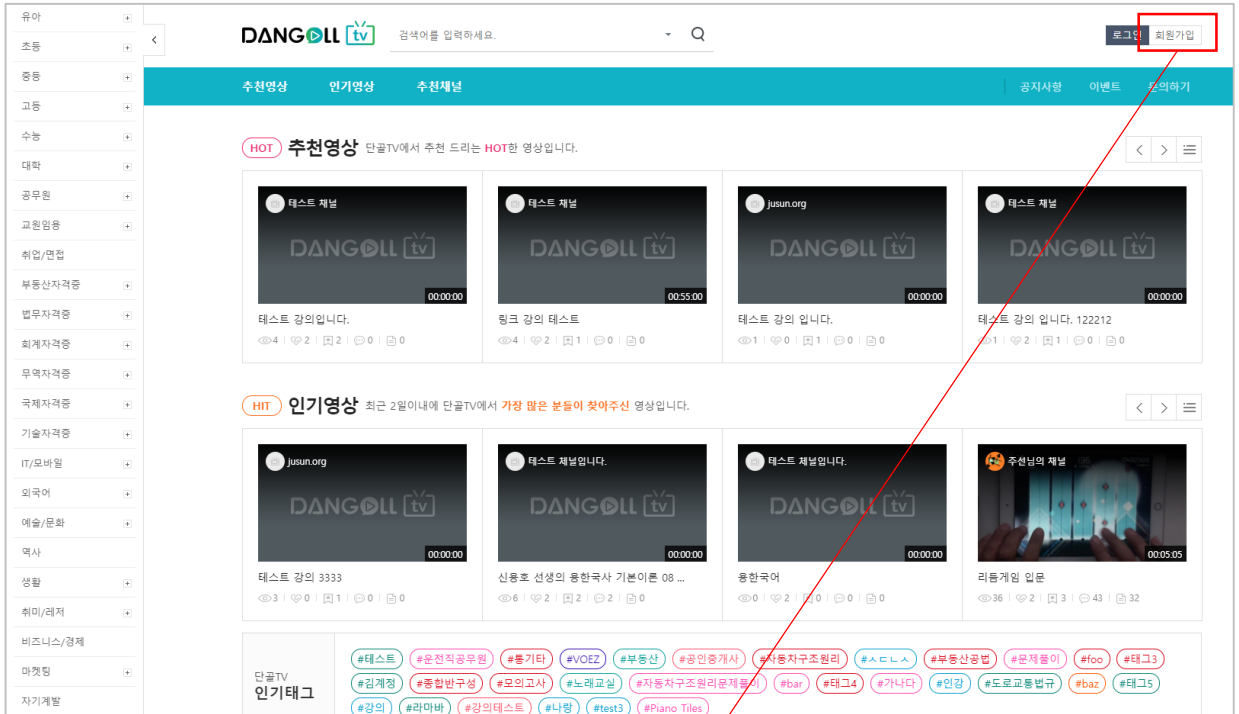 유아
초등
중등
고등
수능
대학
공무원
교원임용
취업/면접
부동산자격증
법무자격증
회계자격증
무역자격증
국제자격증
기술자격증
IT/모바일
외국어
예술/문화
역사
생활
취미/레저
비즈니스/경제
마켓팅
자기계발
DANGOLL tv
검색어를 입력하세요.
로그인 회원가입
추천영상 인기영상 추천채널 공지사항 이벤트 문의하기
HOT 추천영상 단골TV에서 추천 드리는 HOT한 영상입니다.
테스트 채널
DANGOLL tv
00:00:00
테스트 강의입니다.
4 2 2 0 0
테스트 채널
DANGOLL tv
00:55:00
링크 강의 테스트
4 2 1 0 0
jusun.org
DANGOLL tv
00:00:00
테스트 강의 입니다.
1 0 1 0 0
테스트 채널
DANGOLL tv
00:00:00
테스트 강의 입니다. 122212
1 2 1 0 0
HIT 인기영상 최근 2일이내에 단골TV에서 가장 많은 분들이 찾아주신 영상입니다.
jusun.org
DANGOLL tv
00:00:00
테스트 강의 3333
3 0 1 0 0
테스트 체널입니다.
DANGOLL tv
00:00:00
신용호 선생의 용한국사 기본이론 08 ...
6 2 2 2 0
테스트 체널입니다.
DANGOLL tv
00:00:00
용한국어
0 2 0 0 0
주선님의 채널
00:05:05
리듬게임 입문
36 2 3 43 32
단골TV
인기태그
#테스트 #운전직공무원 #통기타 #VOEZ #부동산 #공인중개사 #자동차구조원리 #ㅅㄷㄴㅅ #부동산공법 #문제풀이 #foo #태그3
#김계정 #종합반구성 #모의고사 #노래교실 #자동차구조원리문제풀이 #bar #태그4 #가나다 #인강 #도로교통법규 #baz #태그5
#강의 #라마바 #강의테스트 #나랑 #test3 #Piano Tiles